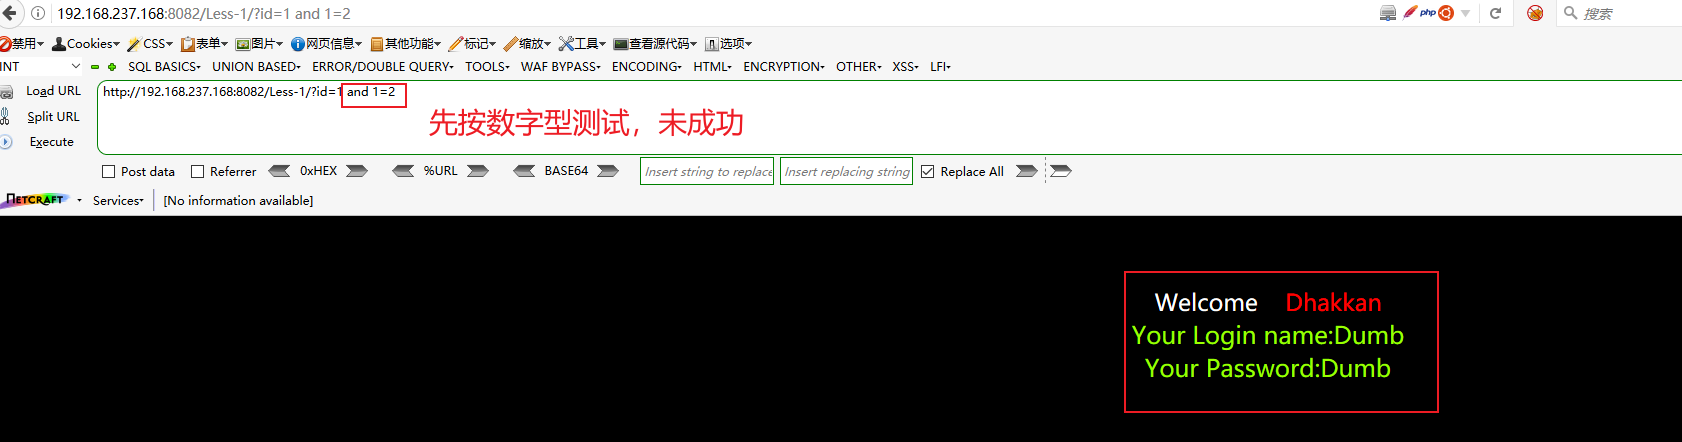 192.168.237.168:8082/Less-1/?id=1 and 1=2
php
搜索
禁用 Cookies CSS 表单 图片 网页信息 其他功能 标记 缩放 工具 查看源代码 选项
INT SQL BASICS UNION BASED ERROR/DOUBLE QUERY TOOLS WAF BYPASS ENCODING HTML ENCRYPTION OTHER XSS LFI
Load URL http://192.168.237.168:8082/Less-1/?id=1 and 1=2
先按数字型测试，未成功
Split URL
Execute
Post data Referrer 0xHEX %URL BASE64 Insert string to replace Insert replacing string Replace All
NETCRAFT Services [No information available]
Welcome Dhakkan
Your Login name:Dumb
Your Password:Dumb